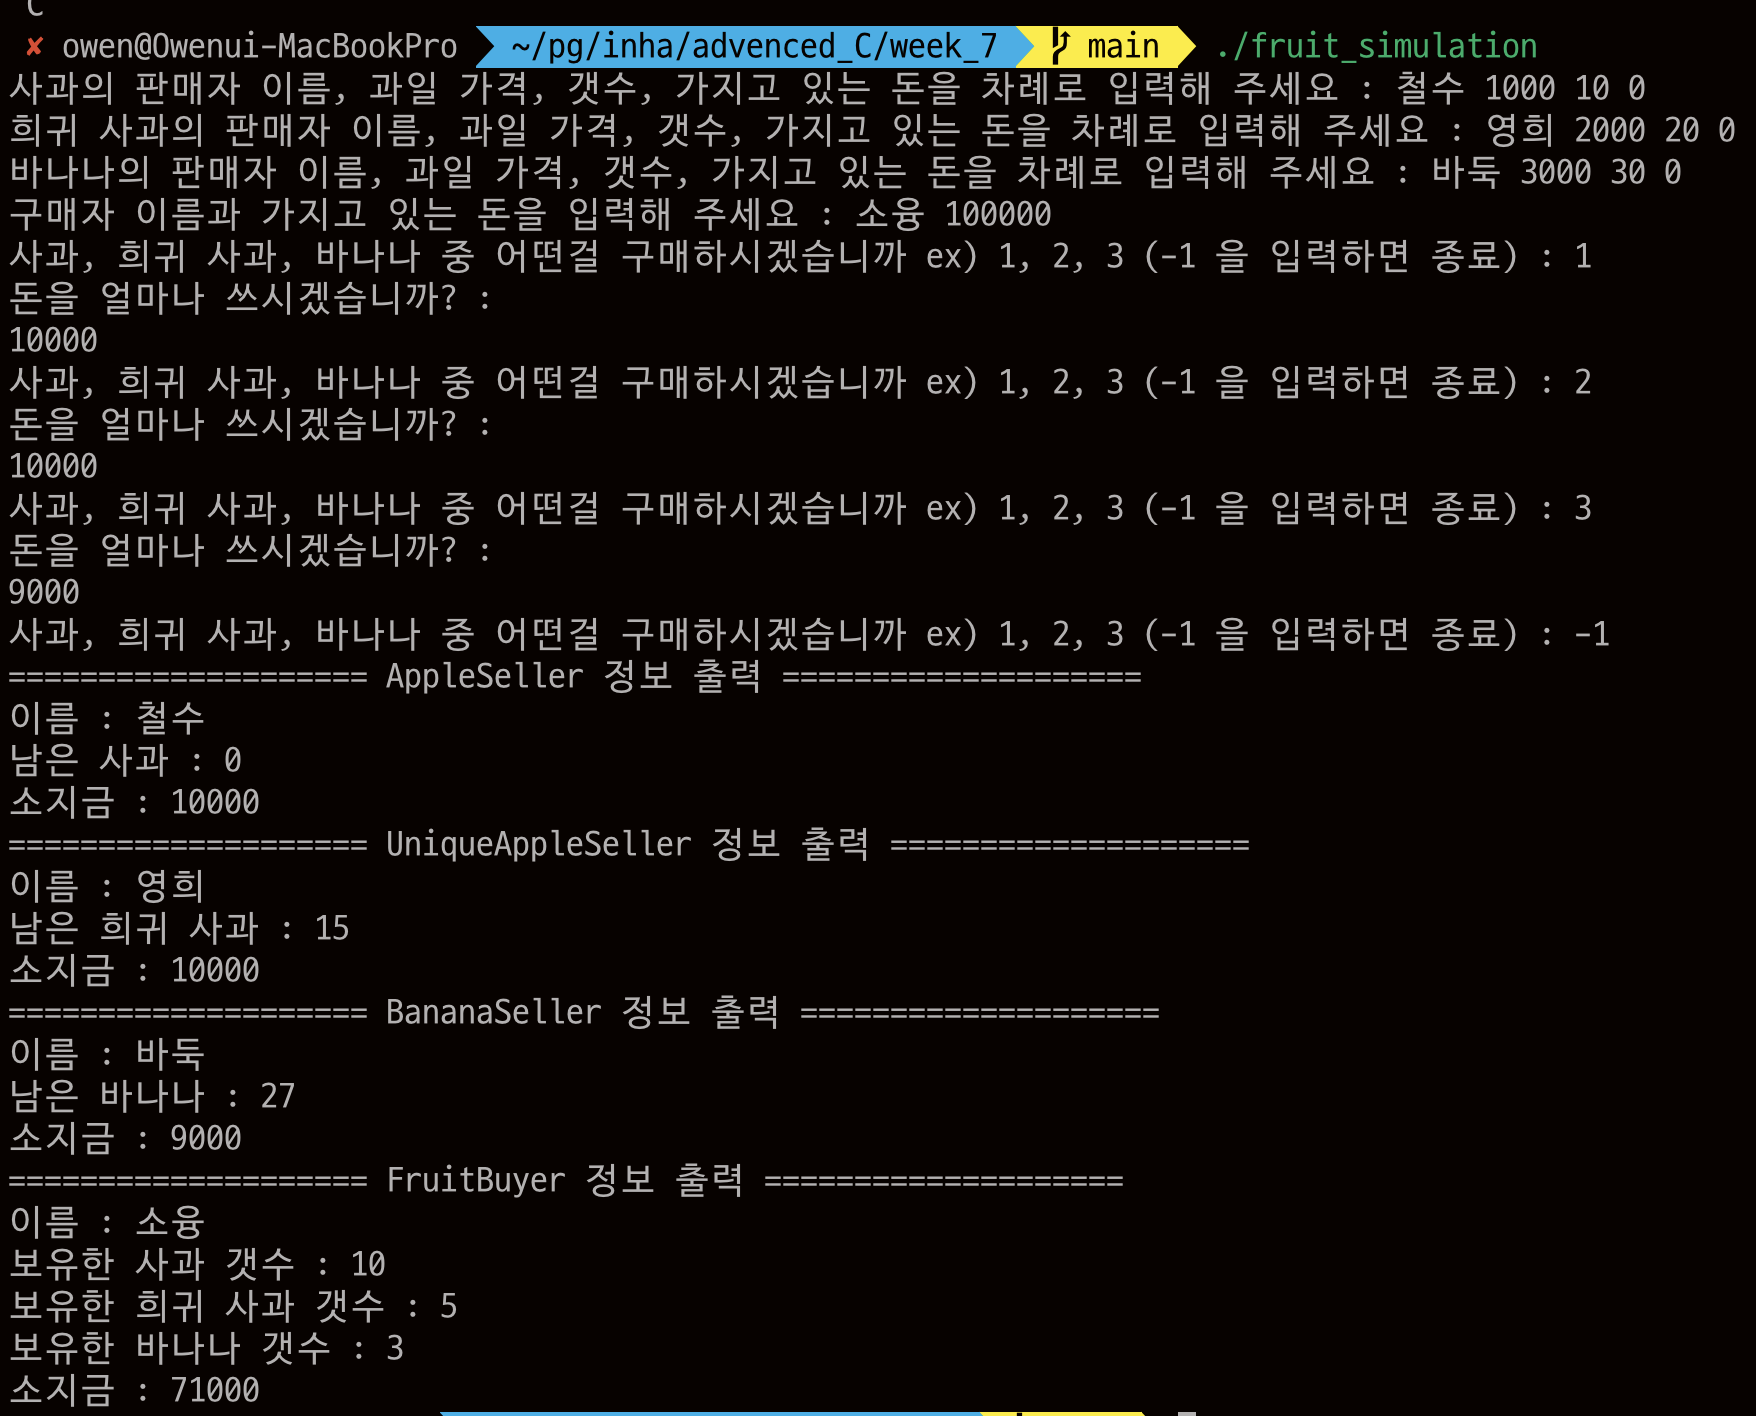 C
✘ owen@Owenui-MacBookPro ~/pg/inha/advenced_C/week_7 main ./fruit_simulation
사과의 판매자 이름, 과일 가격, 갯수, 가지고 있는 돈을 차례로 입력해 주세요 : 철수 1000 10 0
희귀 사과의 판매자 이름, 과일 가격, 갯수, 가지고 있는 돈을 차례로 입력해 주세요 : 영희 2000 20 0
바나나의 판매자 이름, 과일 가격, 갯수, 가지고 있는 돈을 차례로 입력해 주세요 : 바둑 3000 30 0
구매자 이름과 가지고 있는 돈을 입력해 주세요 : 소융 100000
사과, 희귀 사과, 바나나 중 어떤걸 구매하시겠습니까 ex) 1, 2, 3 (-1 을 입력하면 종료) : 1
돈을 얼마나 쓰시겠습니까? :
10000
사과, 희귀 사과, 바나나 중 어떤걸 구매하시겠습니까 ex) 1, 2, 3 (-1 을 입력하면 종료) : 2
돈을 얼마나 쓰시겠습니까? :
10000
사과, 희귀 사과, 바나나 중 어떤걸 구매하시겠습니까 ex) 1, 2, 3 (-1 을 입력하면 종료) : 3
돈을 얼마나 쓰시겠습니까? :
9000
사과, 희귀 사과, 바나나 중 어떤걸 구매하시겠습니까 ex) 1, 2, 3 (-1 을 입력하면 종료) : -1
==================== AppleSeller 정보 출력 ====================
이름 : 철수
남은 사과 : 0
소지금 : 10000
==================== UniqueAppleSeller 정보 출력 ====================
이름 : 영희
남은 희귀 사과 : 15
소지금 : 10000
==================== BananaSeller 정보 출력 ====================
이름 : 바둑
남은 바나나 : 27
소지금 : 9000
==================== FruitBuyer 정보 출력 ====================
이름 : 소융
보유한 사과 갯수 : 10
보유한 희귀 사과 갯수 : 5
보유한 바나나 갯수 : 3
소지금 : 71000